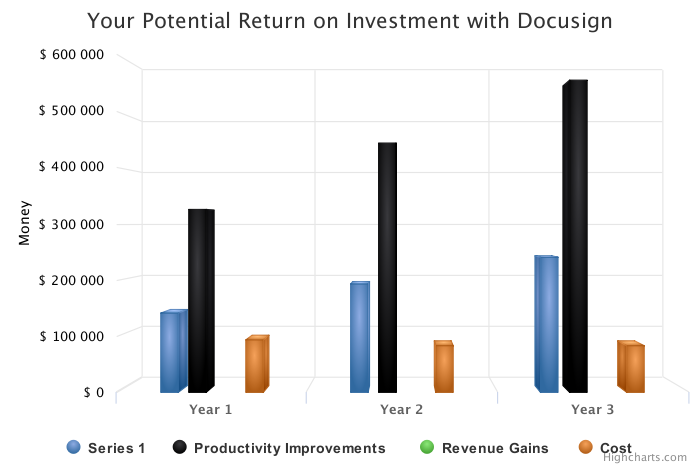 Your Potential Return on Investment with Docusign
$ 600 000
$ 500 000
$ 400 000
$ 300 000
$ 200 000
$ 100 000
$ 0
Money
Year 1
Year 2
Year 3
Series 1
Productivity Improvements
Revenue Gains
Cost
Highcharts.com